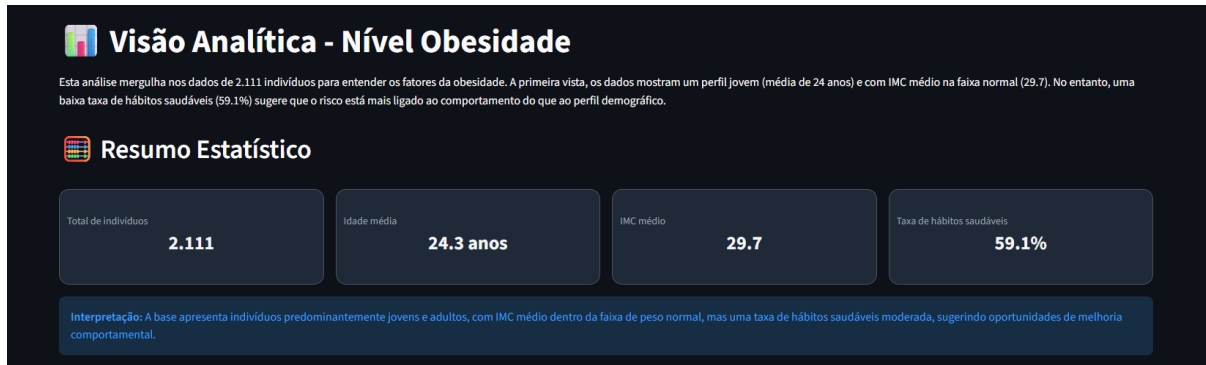 Visão Analítica - Nível Obesidade
Esta análise mergulha nos dados de 2.111 indivíduos para entender os fatores da obesidade. A primeira vista, os dados mostram um perfil jovem (média de 24 anos) e com IMC médio na faixa normal (29.7). No entanto, uma
baixa taxa de hábitos saudáveis (59.1%) sugere que o risco está mais ligado ao comportamento do que ao perfil demográfico.
Resumo Estatístico
Total de indivíduos
2.111
Idade média
24.3 anos
IMC médio
29.7
Taxa de hábitos saudáveis
59.1%
Interpretação: A base apresenta indivíduos predominantemente jovens e adultos, com IMC médio dentro da faixa de peso normal, mas uma taxa de hábitos saudáveis moderada, sugerindo oportunidades de melhoria
comportamental.